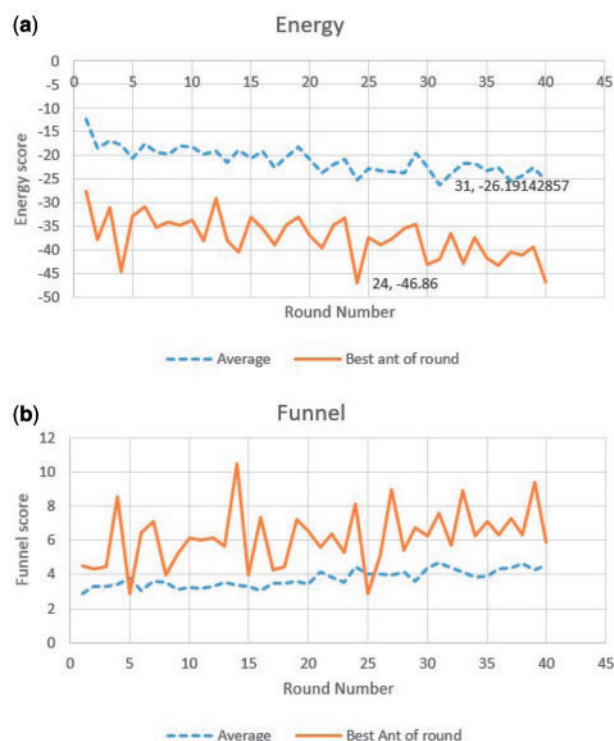 (a)
Energy
0
0 5 10 15 20 25 30 35 40 45
-5
-10
-15
-20
-25
-30
-35
-40
-45
-50
Energy score
31, -26.19142857
24, -46.86
Round Number
Average Best ant of round
(b)
Funnel
12
10
8
6
4
2
0
Funnel score
0 5 10 15 20 25 30 35 40 45
Round Number
Average Best Ant of round